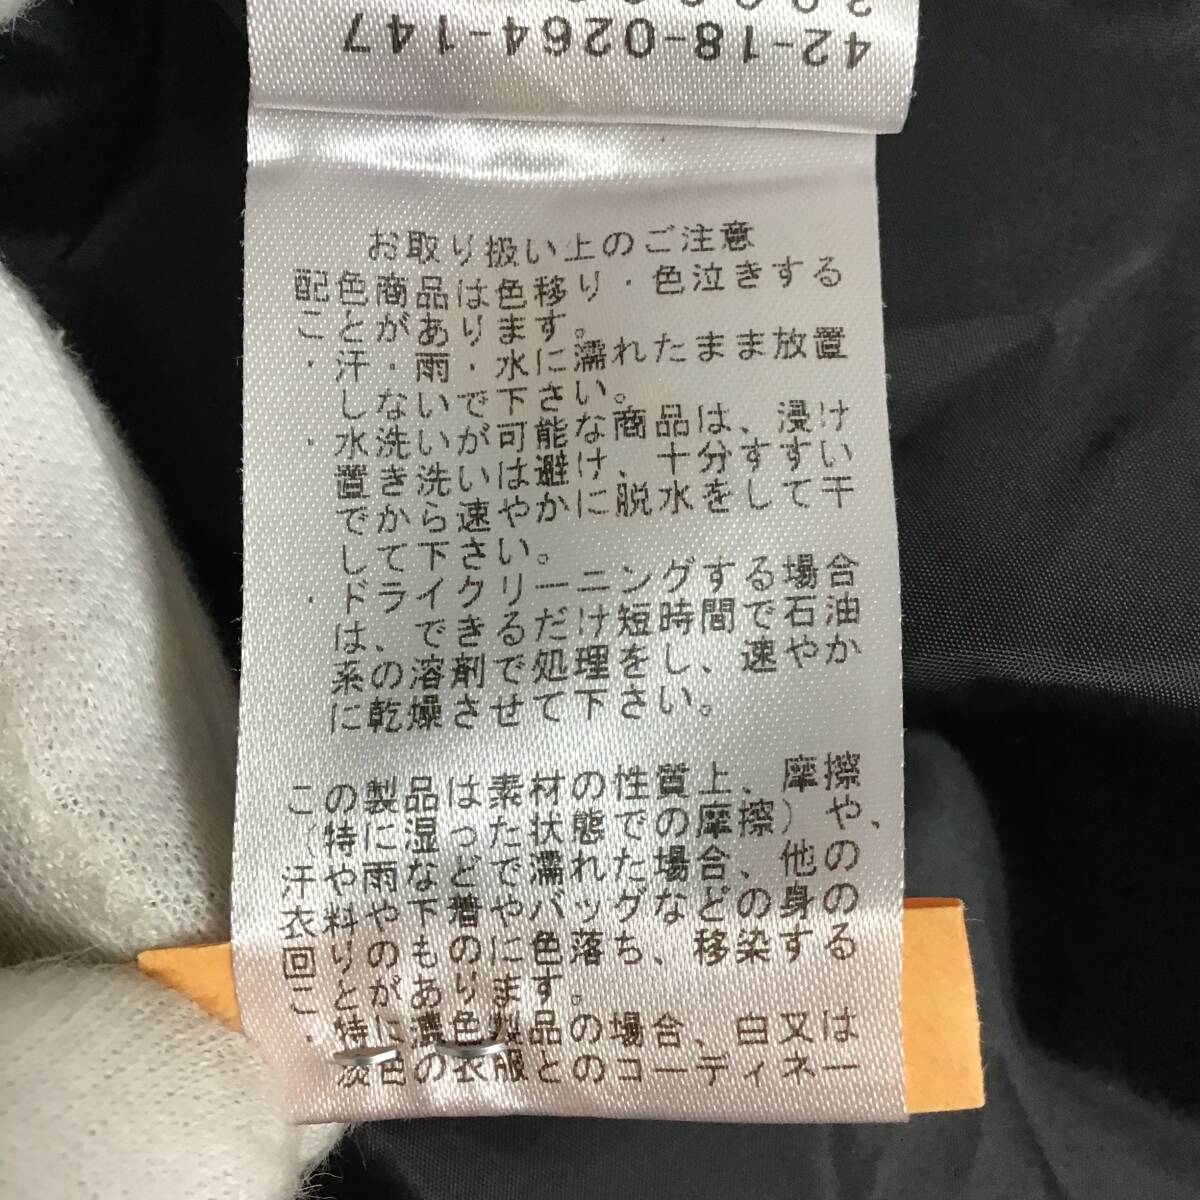 42-18-0264-147
お取り扱い上のご注意
配色商品は色移り・色泣きする
ことがあります。
・汗・雨・水に濡れたまま放置
しないで下さい。
・水洗いが可能な商品は、浸け
置き洗いは避け、十分すすい
でから速やかに脱水をして干
して下さい。
・ドライクリーニングする場合
は、できるだけ短時間で石油
系の溶剤で処理をし、速やか
に乾燥させて下さい。
この製品は素材の性質上、摩擦
(特に湿った状態での摩擦)や、
汗や雨などで濡れた場合、他の
衣料や下着やバッグなどの身の
回りのものに色落ち、移染する
ことがあります。
・特に濃色製品の場合、白又は
淡色の衣服とのコーディネー